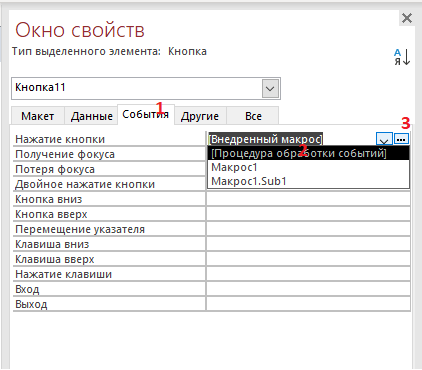 Окно свойств
Тип выделенного элемента: Кнопка
А
Я
Кнопка11
Макет Данные События Другие Все
1
3
Нажатие кнопки [Внедренный макрос] ...
Получение фокуса [Процедура обработки событий]
2
Потеря фокуса Макрос1
Двойное нажатие кнопки Макрос1.Sub1
Кнопка вниз
Кнопка вверх
Перемещение указателя
Клавиша вниз
Клавиша вверх
Нажатие клавиши
Вход
Выход